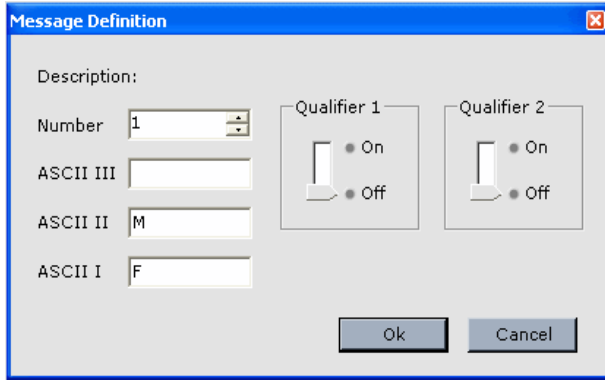 Message Definition
Description:
Number 1
ASCII III
ASCII II M
ASCII I F
Qualifier 1
On
Off
Qualifier 2
On
Off
Ok Cancel